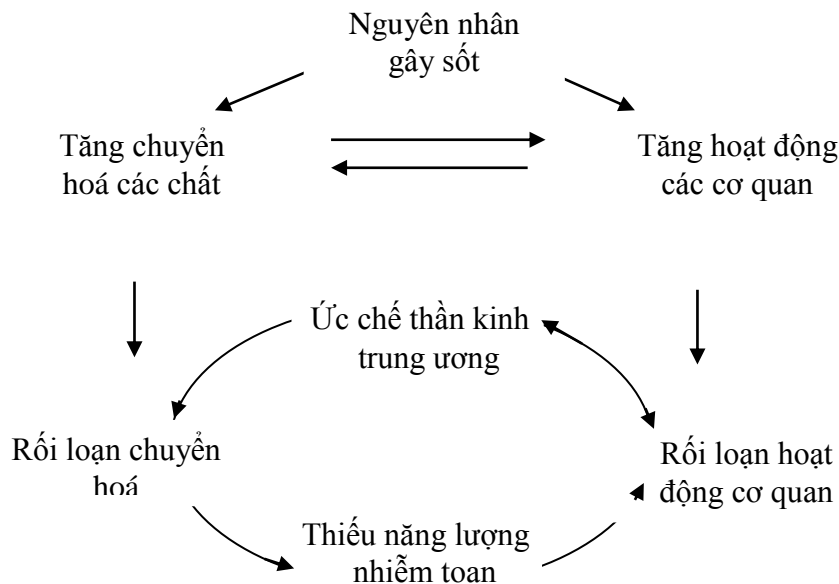 Nguyên nhân
gây sốt
Tăng chuyển
hoá các chất
Tăng hoạt động
các cơ quan
Ức chế thần kinh
trung ương
Rối loạn chuyển
hoá
Rối loạn hoạt
động cơ quan
Thiếu năng lượng
nhiễm toan